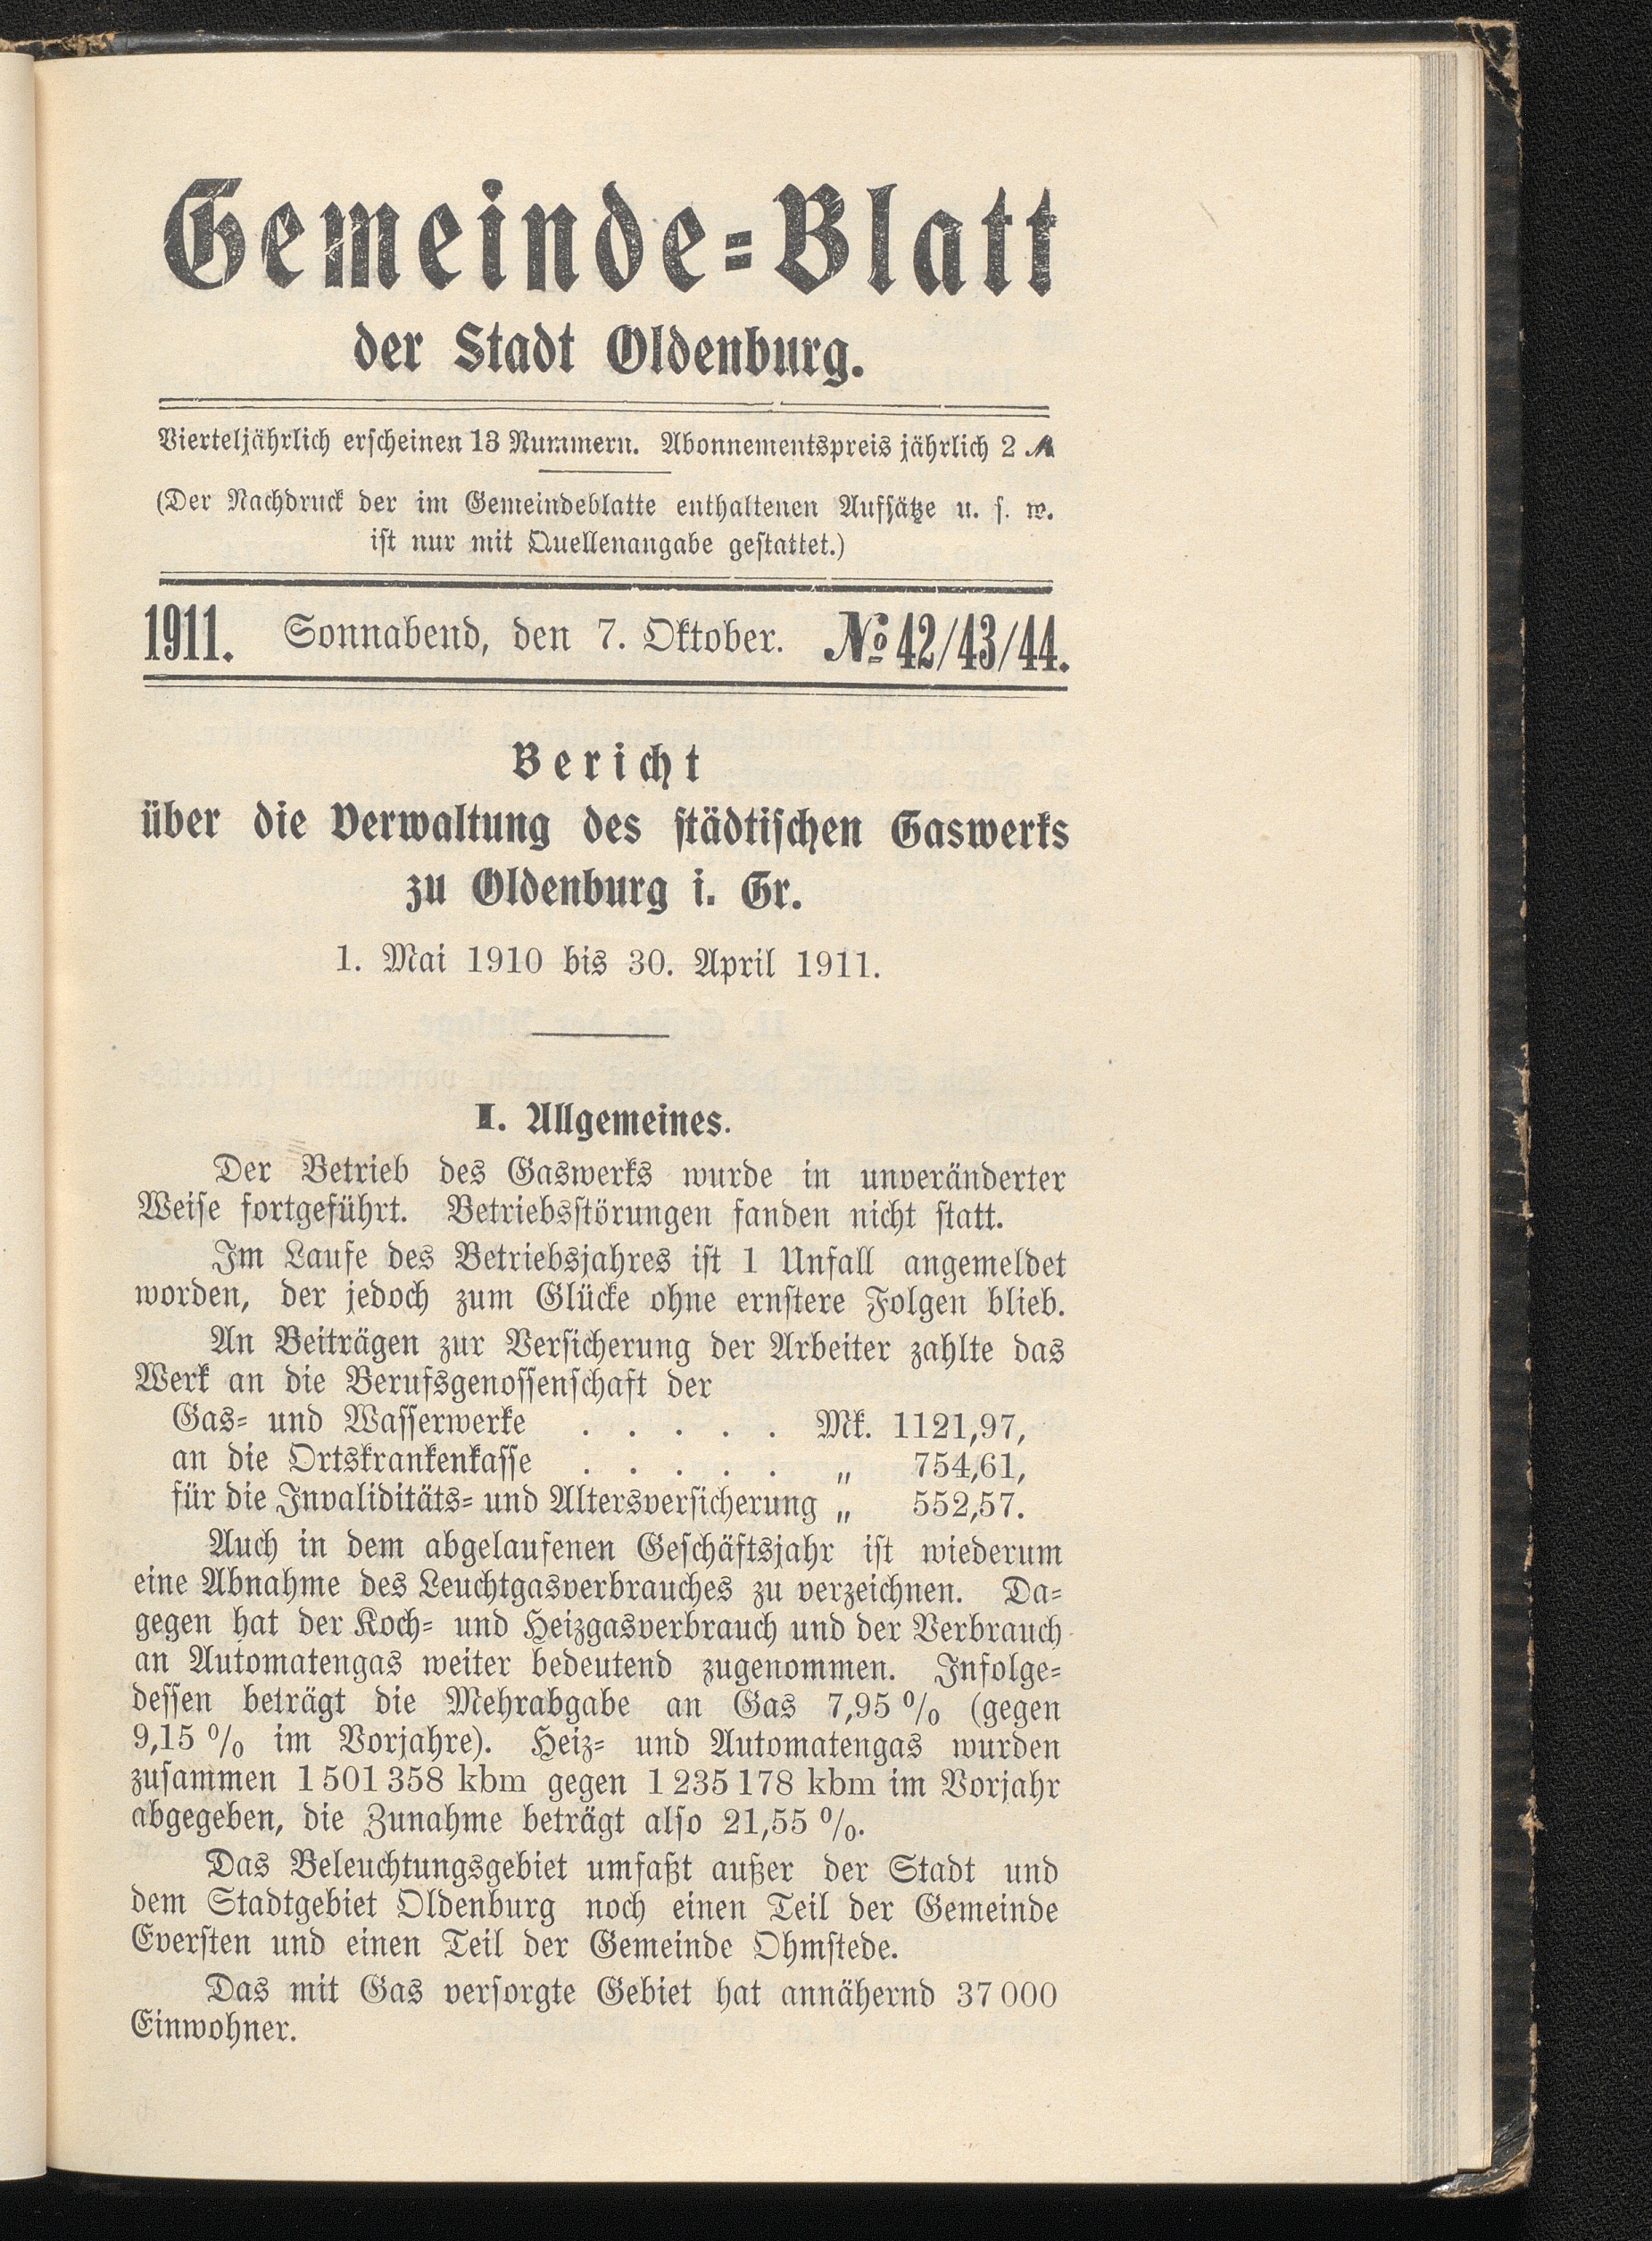 Gemeinde-Blatt
der Stadt Oldenburg.
Vierteljährlich erscheinen 13 Nummern. Abonnementspreis jährlich 2 ℳ
(Der Nachdruck der im Gemeindeblatte enthaltenen Aufsätze u. s. w.
ist nur mit Quellenangabe gestattet.)
1911. Sonnabend, den 7. Oktober. № 42/43/44.
Bericht
über die Verwaltung des städtischen Gaswerks
zu Oldenburg i. Gr.
1. Mai 1910 bis 30. April 1911.
I. Allgemeines.
Der Betrieb des Gaswerks wurde in unveränderter
Weise fortgeführt. Betriebsstörungen fanden nicht statt.
Im Laufe des Betriebsjahres ist 1 Unfall angemeldet
worden, der jedoch zum Glücke ohne ernstere Folgen blieb.
An Beiträgen zur Versicherung der Arbeiter zahlte das
Werk an die Berufsgenossenschaft der
Gas- und Wasserwerke . . . . . Mk. 1121,97,
an die Ortskrankenkasse . . . . . „ 754,61,
für die Invaliditäts- und Altersversicherung „ 552,57.
Auch in dem abgelaufenen Geschäftsjahr ist wiederum
eine Abnahme des Leuchtgasverbrauches zu verzeichnen. Da-
gegen hat der Koch- und Heizgasverbrauch und der Verbrauch
an Automatengas weiter bedeutend zugenommen. Infolge-
dessen beträgt die Mehrabgabe an Gas 7,95 % (gegen
9,15 % im Vorjahre). Heiz- und Automatengas wurden
zusammen 1 501 358 kbm gegen 1 235 178 kbm im Vorjahr
abgegeben, die Zunahme beträgt also 21,55 %.
Das Beleuchtungsgebiet umfaßt außer der Stadt und
dem Stadtgebiet Oldenburg noch einen Teil der Gemeinde
Eversten und einen Teil der Gemeinde Ohmstede.
Das mit Gas versorgte Gebiet hat annähernd 37 000
Einwohner.